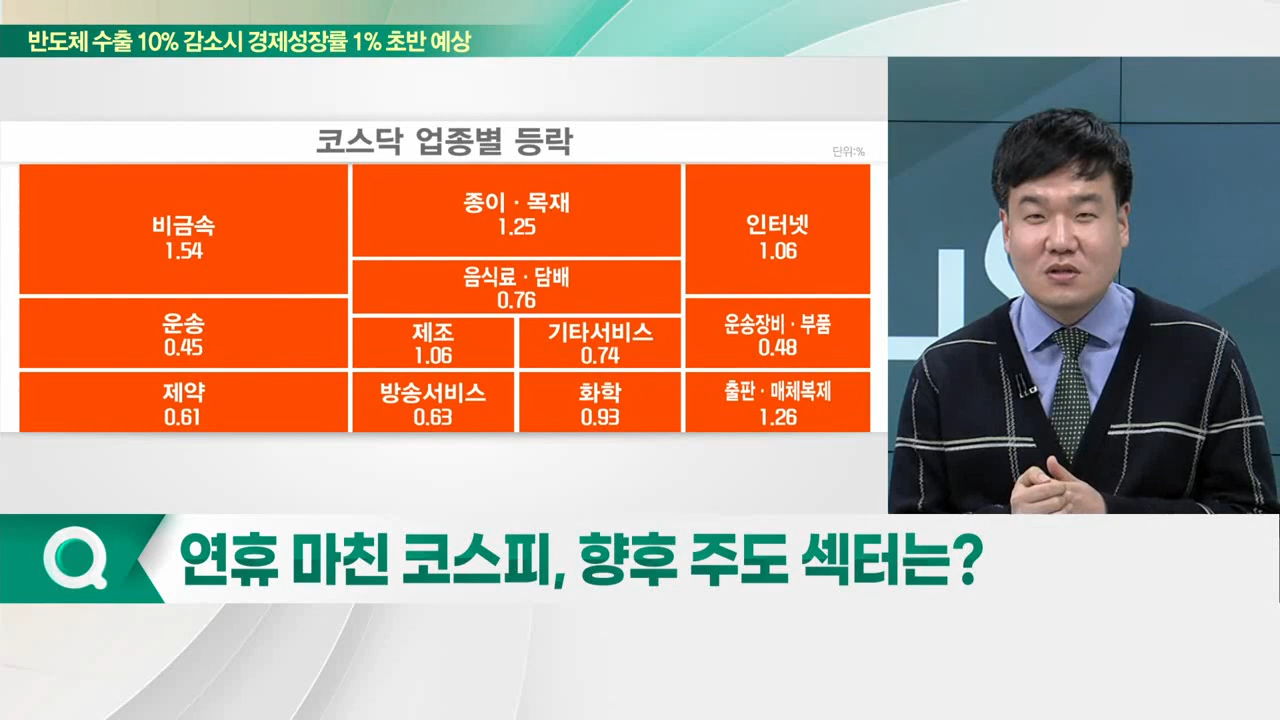 반도체 수출 10% 감소시 경제성장률 1% 초반 예상
코스닥 업종별 등락
단위:%
비금속
1.54
종이·목재
1.25
인터넷
1.06
음식료·담배
0.76
운송
0.45
제조
1.06
기타서비스
0.74
운송장비·부품
0.48
제약
0.61
방송서비스
0.63
화학
0.93
출판·매체복제
1.26
Q 연휴 마친 코스피, 향후 주도 섹터는?